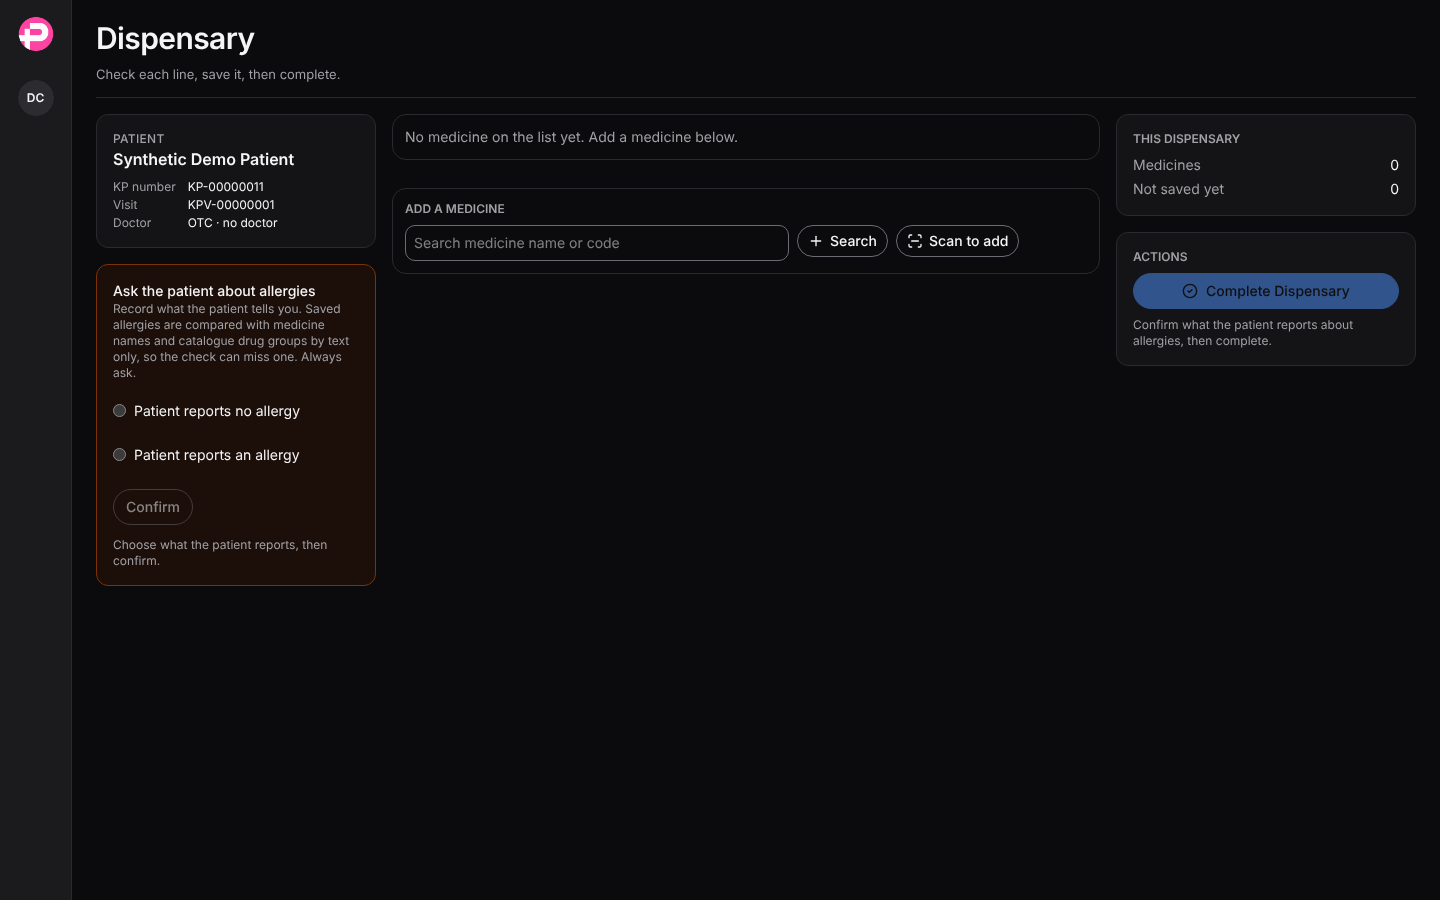 Dispensary
Check each line, save it, then complete.
DC
PATIENT
Synthetic Demo Patient
KP number KP-00000011
Visit KPV-00000001
Doctor OTC · no doctor
Ask the patient about allergies
Record what the patient tells you. Saved
allergies are compared with medicine
names and catalogue drug groups by text
only, so the check can miss one. Always
ask.
Patient reports no allergy
Patient reports an allergy
Confirm
Choose what the patient reports, then
confirm.
No medicine on the list yet. Add a medicine below.
ADD A MEDICINE
Search medicine name or code
Search
Scan to add
THIS DISPENSARY
Medicines 0
Not saved yet 0
ACTIONS
Complete Dispensary
Confirm what the patient reports about
allergies, then complete.